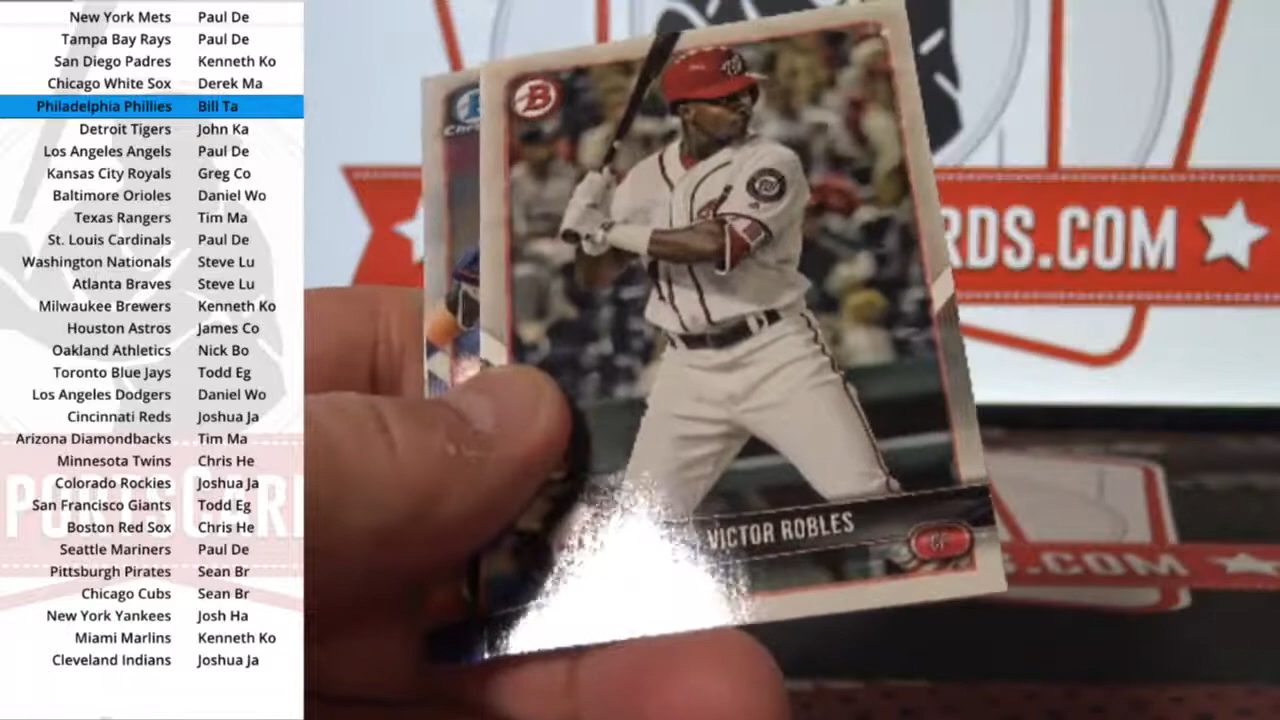 New York Mets Paul De
Tampa Bay Rays Paul De
San Diego Padres Kenneth Ko
Chicago White Sox Derek Ma
Philadelphia Phillies Bill Ta
Detroit Tigers John Ka
Los Angeles Angels Paul De
Kansas City Royals Greg Co
Baltimore Orioles Daniel Wo
Texas Rangers Tim Ma
St. Louis Cardinals Paul De
Washington Nationals Steve Lu
Atlanta Braves Steve Lu
Milwaukee Brewers Kenneth Ko
Houston Astros James Co
Oakland Athletics Nick Bo
Toronto Blue Jays Todd Eg
Los Angeles Dodgers Daniel Wo
Cincinnati Reds Joshua Ja
Arizona Diamondbacks Tim Ma
Minnesota Twins Chris He
Colorado Rockies Joshua Ja
San Francisco Giants Todd Eg
Boston Red Sox Chris He
Seattle Mariners Paul De
Pittsburgh Pirates Sean Br
Chicago Cubs Sean Br
New York Yankees Josh Ha
Miami Marlins Kenneth Ko
Cleveland Indians Joshua Ja
PORTSCARD
B
W
VICTOR ROBLES
CF
RDS.COM
S.COM